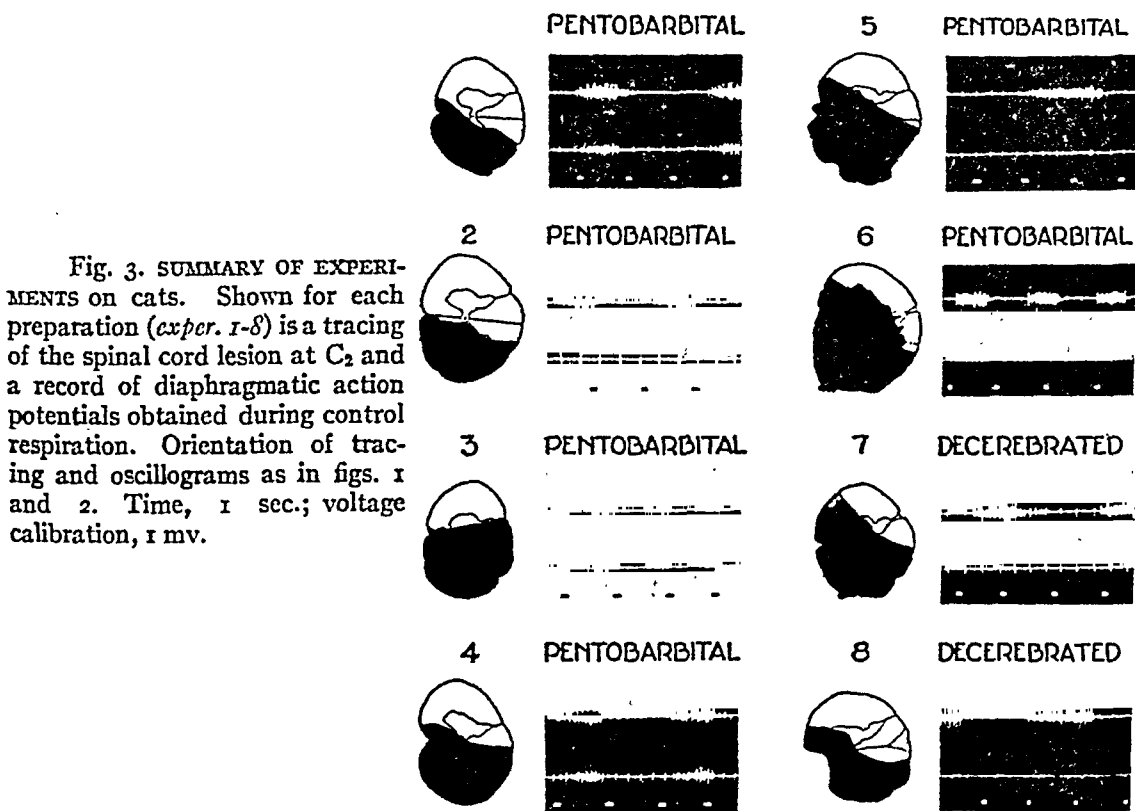 PENTOBARBITAL
5 PENTOBARBITAL
2 PENTOBARBITAL
6 PENTOBARBITAL
Fig. 3. SUMMARY OF EXPERI-
MENTS on cats. Shown for each
preparation (exper. 1-8) is a tracing
of the spinal cord lesion at C2 and
a record of diaphragmatic action
potentials obtained during control
respiration. Orientation of trac-
ing and oscillograms as in figs. 1
and 2. Time, 1 sec.; voltage
calibration, 1 mv.
3 PENTOBARBITAL
7 DECEREBRATED
4 PENTOBARBITAL
8 DECEREBRATED